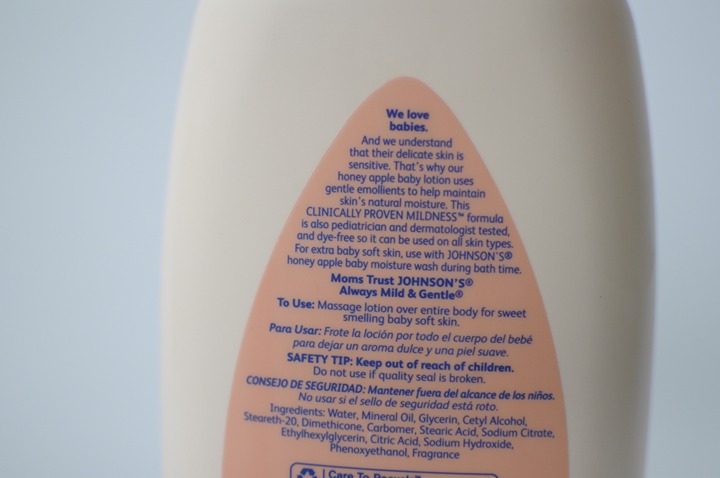 We love
babies.
And we understand
that their delicate skin is
sensitive. That's why our
honey apple baby lotion uses
gentle emollients to help maintain
skin's natural moisture. This
CLINICALLY PROVEN MILDNESS™ formula
is also pediatrician and dermatologist tested,
and dye-free so it can be used on all skin types.
For extra baby soft skin, use with JOHNSON'S®
honey apple baby moisture wash during bath time.
Moms Trust JOHNSON'S®
Always Mild & Gentle®
To Use: Massage lotion over entire body for sweet
smelling baby soft skin.
Para Usar: Frote la loción por todo el cuerpo del bebé
para dejar un aroma dulce y una piel suave.
SAFETY TIP: Keep out of reach of children.
Do not use if quality seal is broken.
CONSEJO DE SEGURIDAD: Mantener fuera del alcance de los niños.
No usar si el sello de seguridad está roto.
Ingredients: Water, Mineral Oil, Glycerin, Cetyl Alcohol,
Steareth-20, Dimethicone, Carbomer, Stearic Acid, Sodium Citrate,
Ethylhexylglycerin, Citric Acid, Sodium Hydroxide,
Phenoxyethanol, Fragrance
Care To Recycle